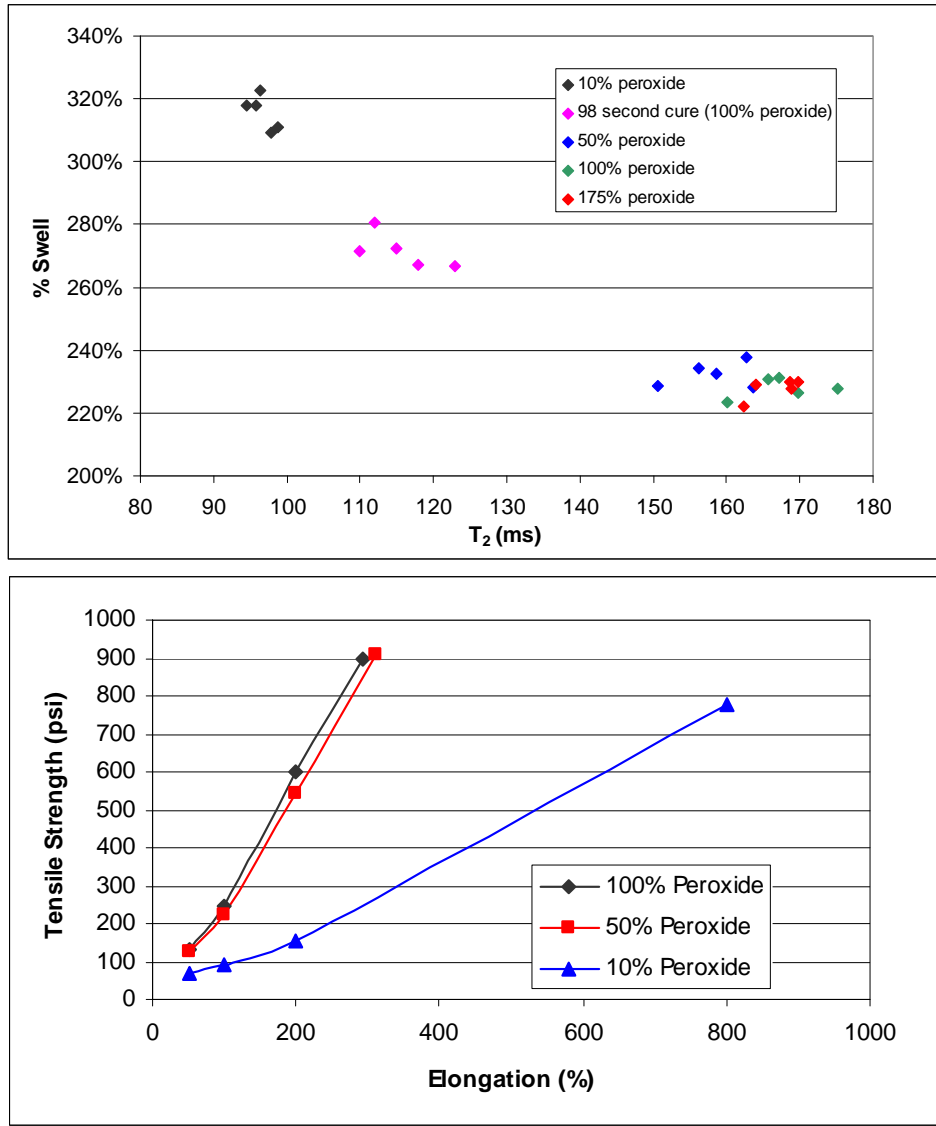 340%
320%
300%
280%
260%
240%
220%
200%
% Swell
10% peroxide
98 second cure (100% peroxide)
50% peroxide
100% peroxide
175% peroxide
80 90 100 110 120 130 140 150 160 170 180
T₂ (ms)
1000
900
800
700
600
500
400
300
200
100
0
Tensile Strength (psi)
100% Peroxide
50% Peroxide
10% Peroxide
0 200 400 600 800 1000
Elongation (%)